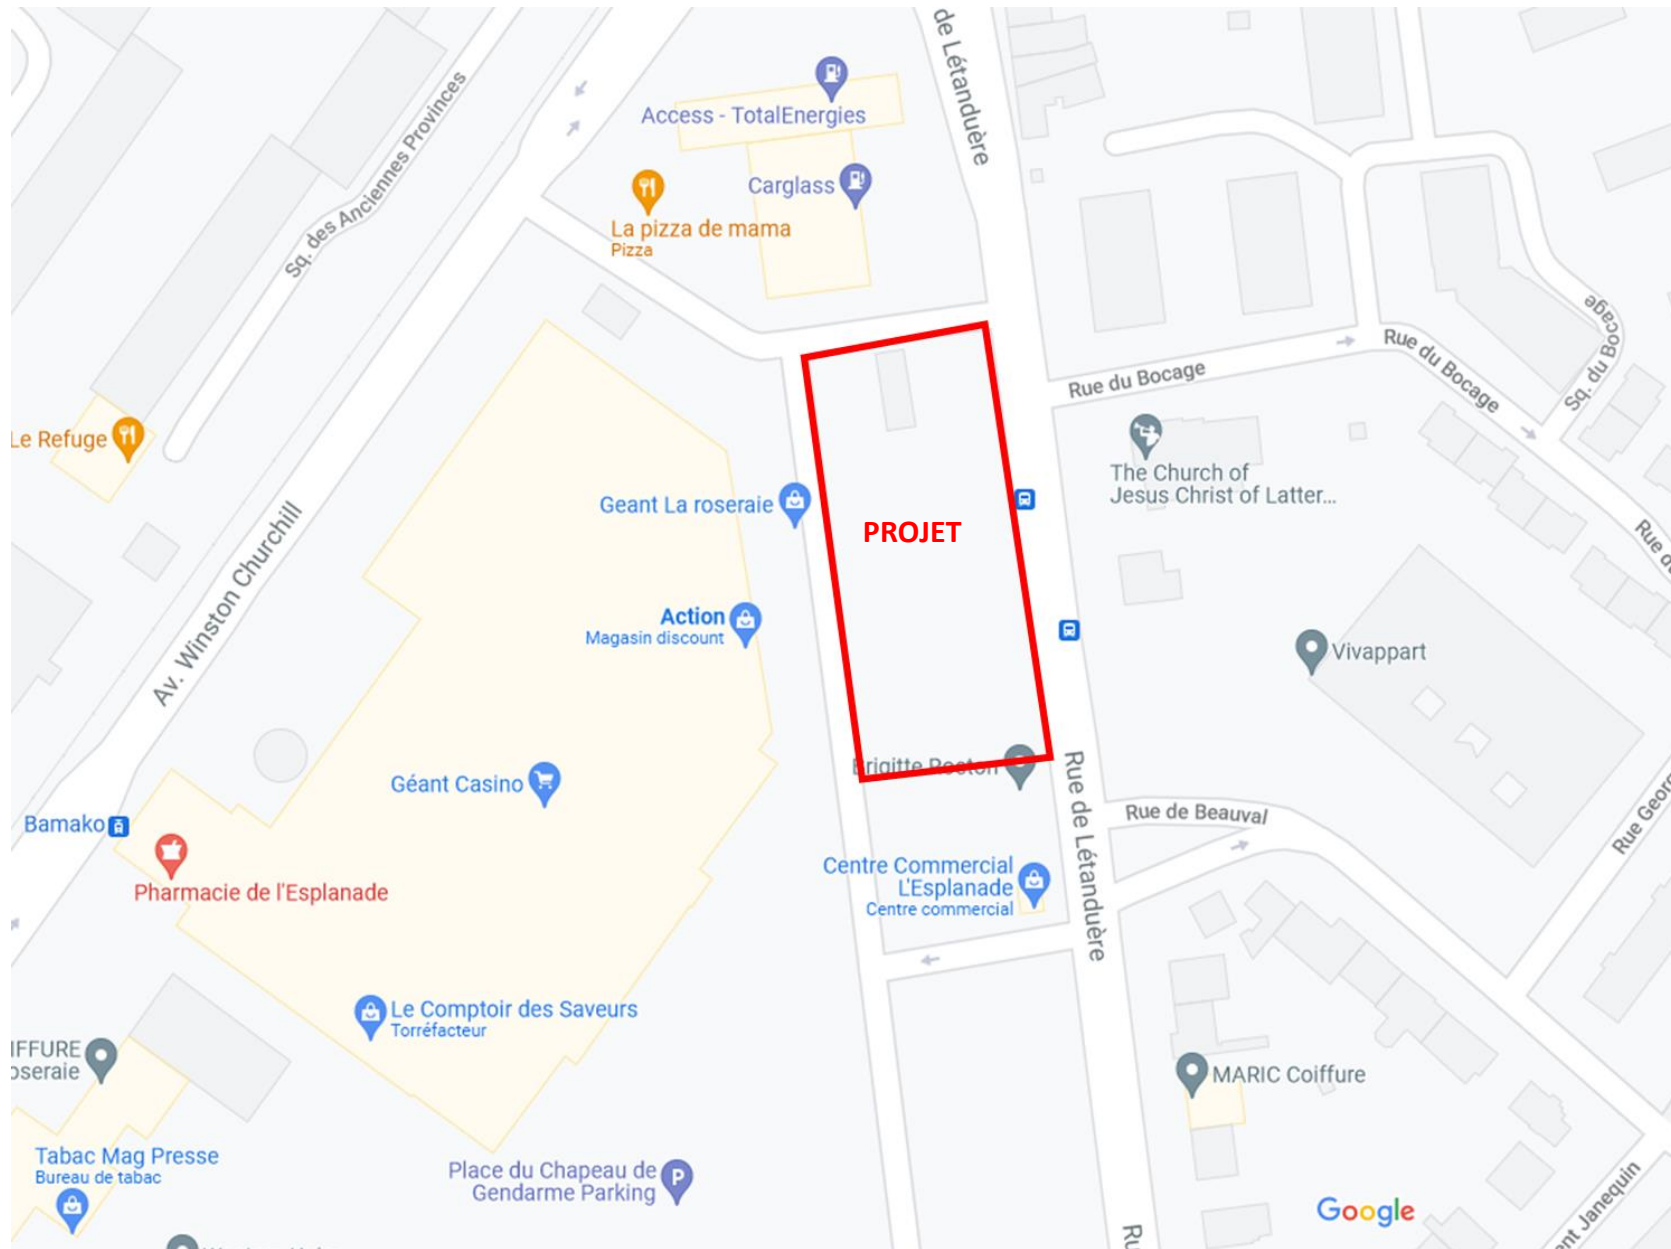 de Létanduère
Sq. des Anciennes Provinces
Access - TotalEnergies
Carglass
La pizza de mama
Pizza
Sq. du Bocage
Rue du Bocage
Rue du Bocage
Le Refuge
The Church of
Jesus Christ of Latter...
Geant La roseraie
PROJET
Av. Winston Churchill
Action
Magasin discount
Vivappart
Géant Casino
Rue de Létanduère
Rue de Beauval
Bamako
Pharmacie de l'Esplanade
Centre Commercial
L'Esplanade
Centre commercial
Le Comptoir des Saveurs
Torréfacteur
IFFURE
oseraie
MARIC Coiffure
Tabac Mag Presse
Bureau de tabac
Place du Chapeau de
Gendarme Parking
P
Google
ent Janequin
Ru